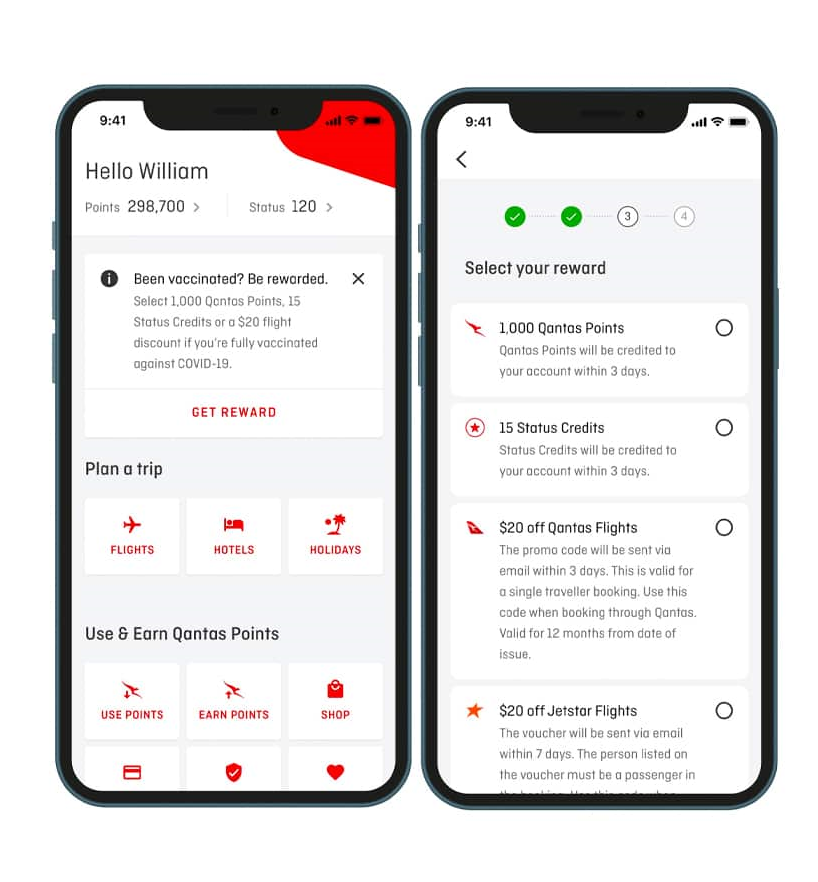 9:41
Hello William
Points 298,700 Status 120
Been vaccinated? Be rewarded.
Select 1,000 Qantas Points, 15
Status Credits or a $20 flight
discount if you're fully vaccinated
against COVID-19.
GET REWARD
Plan a trip
FLIGHTS HOTELS HOLIDAYS
Use & Earn Qantas Points
USE POINTS EARN POINTS SHOP
9:41
3 4
Select your reward
1,000 Qantas Points
Qantas Points will be credited to
your account within 3 days.
15 Status Credits
Status Credits will be credited to
your account within 3 days.
$20 off Qantas Flights
The promo code will be sent via
email within 3 days. This is valid for
a single traveller booking. Use this
code when booking through Qantas.
Valid for 12 months from date of
issue.
$20 off Jetstar Flights
The voucher will be sent via email
within 7 days. The person listed on
the voucher must be a passenger in